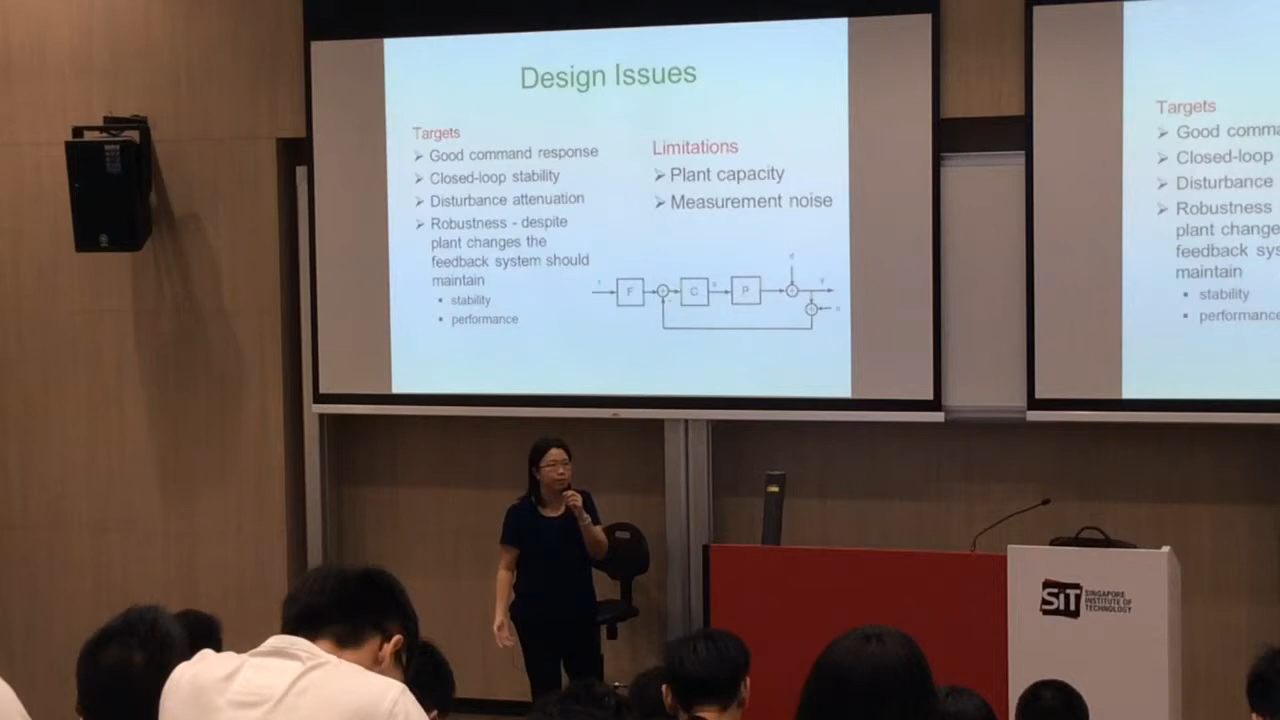 Design Issues
Targets
➢ Good command response
➢ Closed-loop stability
➢ Disturbance attenuation
➢ Robustness - despite
plant changes the
feedback system should
maintain
▪ stability
▪ performance
Limitations
➢ Plant capacity
➢ Measurement noise
F
C
P
Targets
➢ Good comma
➢ Closed-loop
➢ Disturbance
➢ Robustness
plant change
feedback sys
maintain
▪ stability
▪ performance
SiT SINGAPORE
INSTITUTE OF
TECHNOLOGY